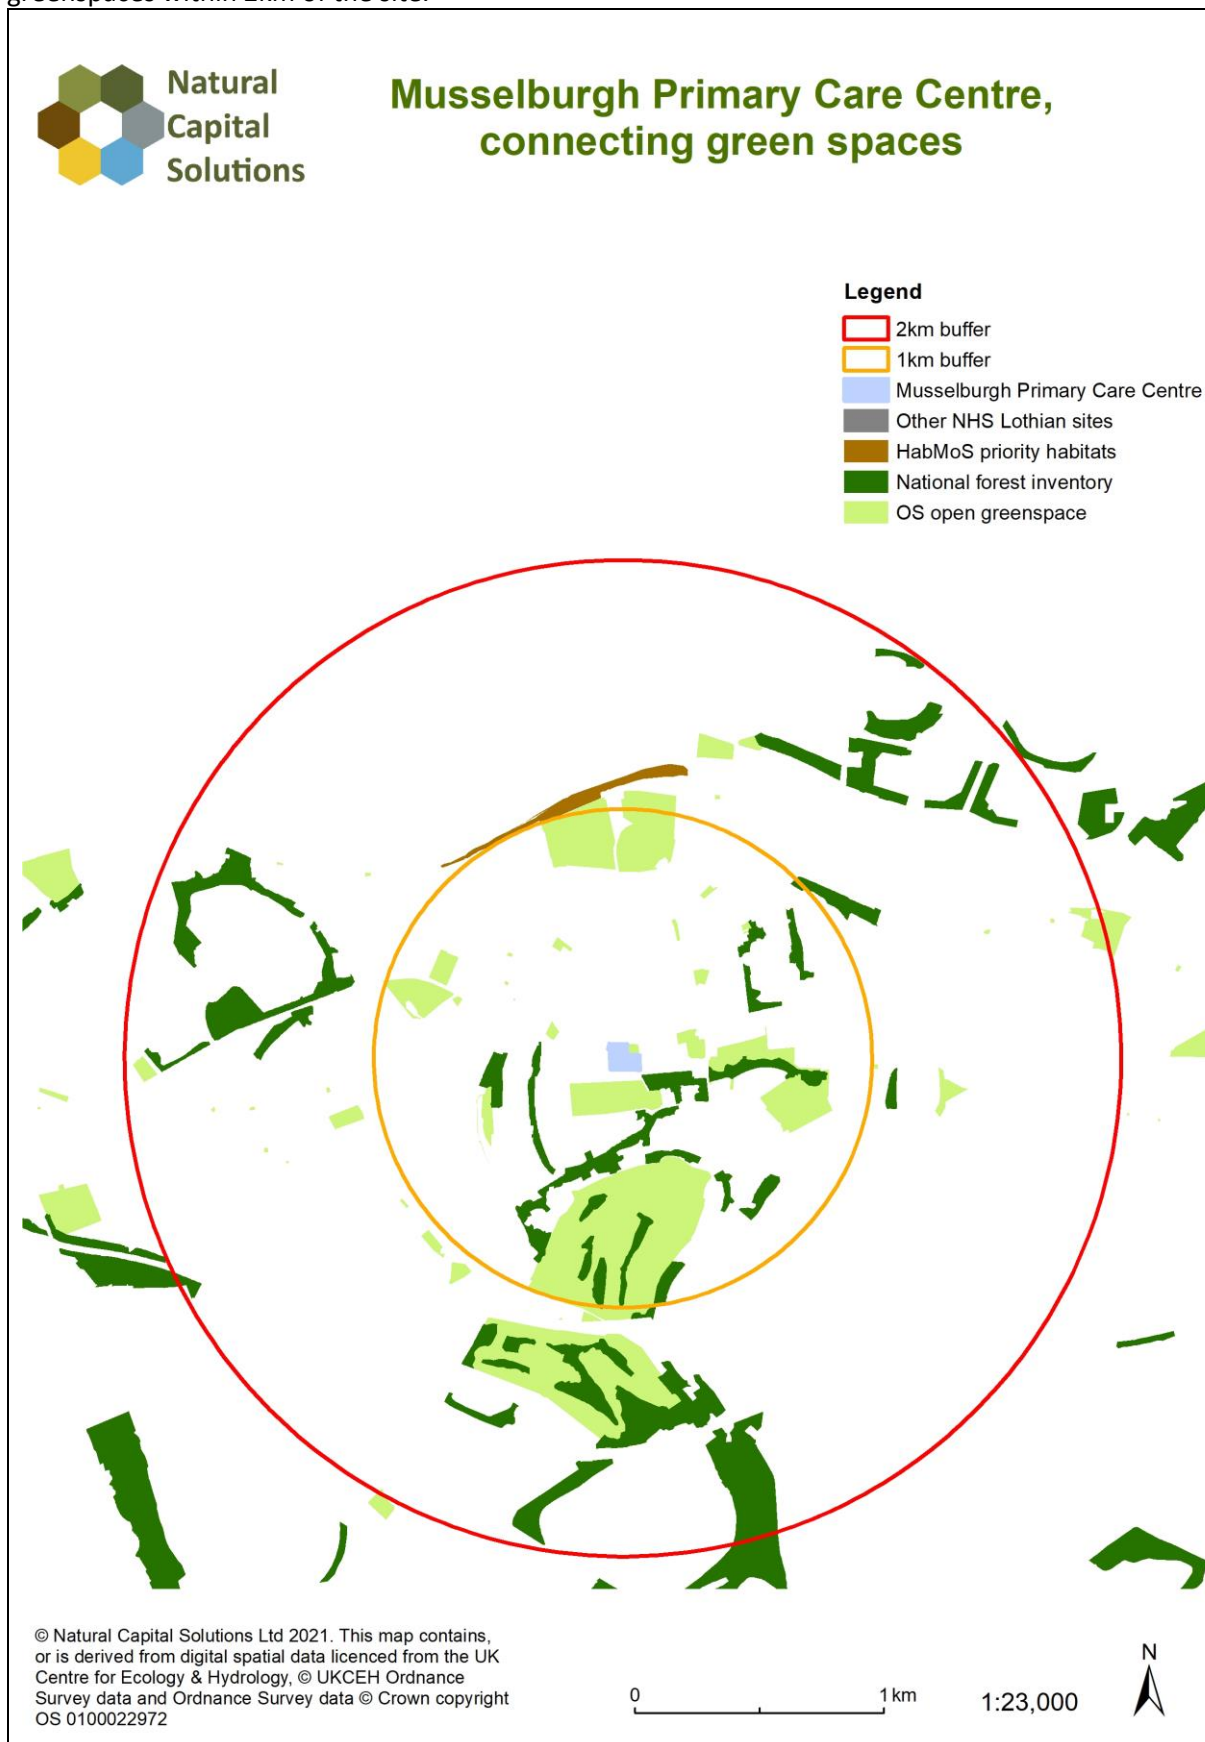 greenspaces within 2km of the site.
Natural
Capital
Solutions
Musselburgh Primary Care Centre,
connecting green spaces
Legend
2km buffer
1km buffer
Musselburgh Primary Care Centre
Other NHS Lothian sites
HabMoS priority habitats
National forest inventory
OS open greenspace
© Natural Capital Solutions Ltd 2021. This map contains,
or is derived from digital spatial data licenced from the UK
Centre for Ecology & Hydrology, © UKCEH Ordnance
Survey data and Ordnance Survey data © Crown copyright
OS 0100022972
0 1 km
1:23,000
N